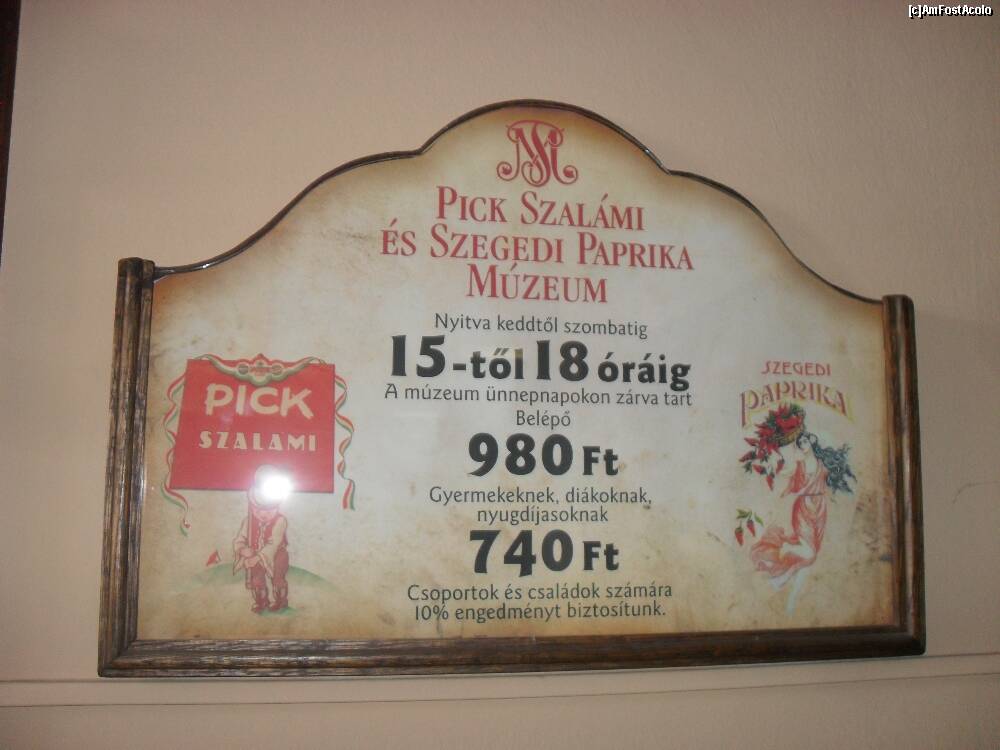 [c]AmFostAcolo
PICK SZALÁMI
ÉS SZEGEDI PAPRIKA
MÚZEUM
Nyitva keddtől szombatig
15-től 18 óráig
A múzeum ünnepnapokon zárva tart
Belépő
980 Ft
Gyermekeknek, diákoknak,
nyugdíjasoknak
740 Ft
Csoportok és családok számára
10% engedményt biztosítunk.
PICK
SZALAMI
SZEGEDI
PAPRIKA